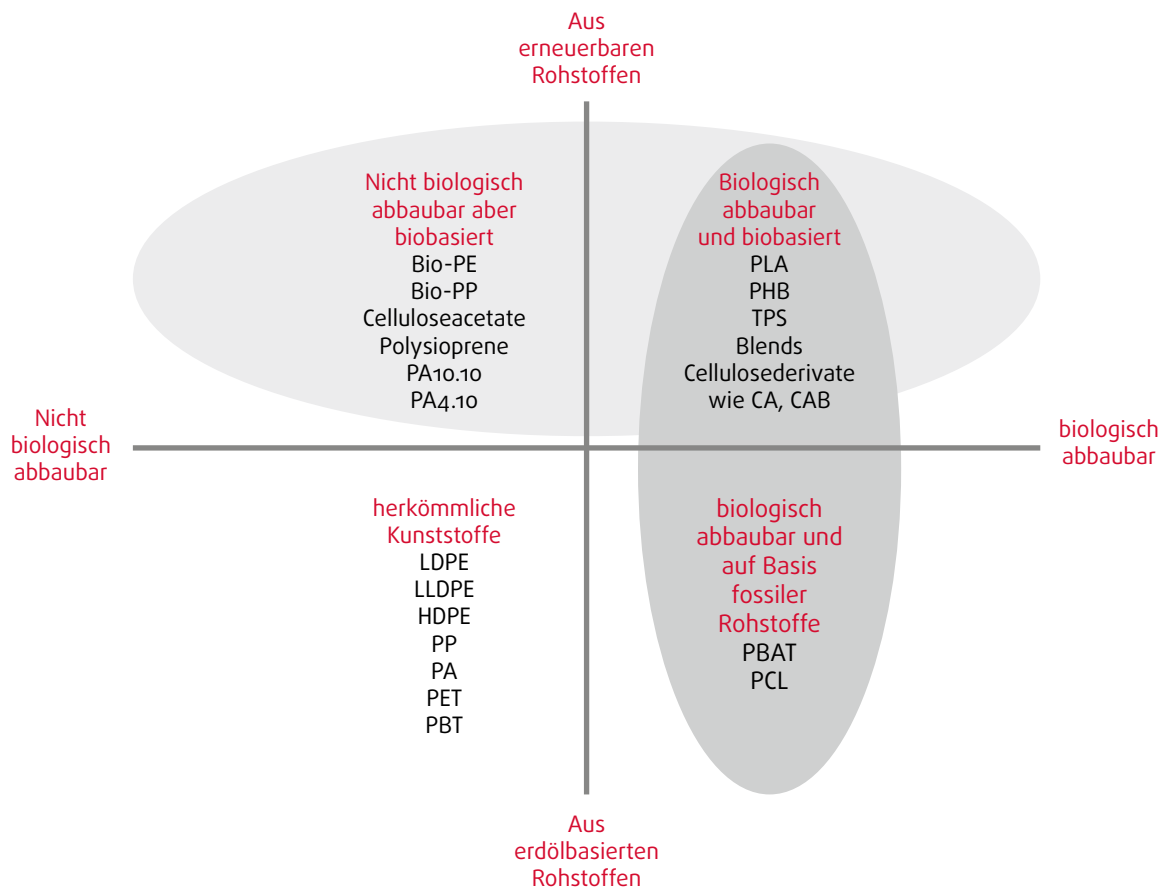 Aus
erneuerbaren
Rohstoffen
Nicht biologisch
abbaubar aber
biobasiert
Bio-PE
Bio-PP
Celluloseacetate
Polysioprene
PA10.10
PA4.10
Biologisch
abbaubar
und biobasiert
PLA
PHB
TPS
Blends
Cellulosederivate
wie CA, CAB
Nicht
biologisch
abbaubar
biologisch
abbaubar
herkömmliche
Kunststoffe
LDPE
LLDPE
HDPE
PP
PA
PET
PBT
biologisch
abbaubar und
auf Basis
fossiler
Rohstoffe
PBAT
PCL
Aus
erdölbasierten
Rohstoffen